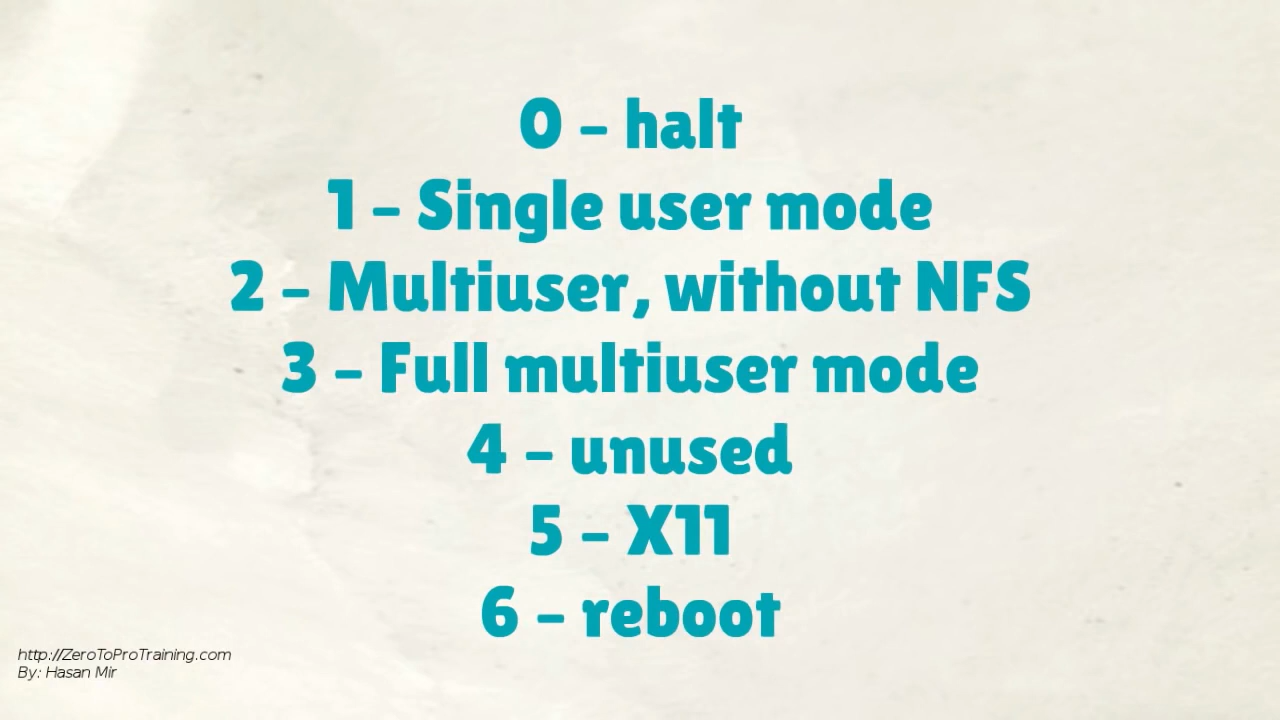 0 - halt
1 - Single user mode
2 - Multiuser, without NFS
3 - Full multiuser mode
4 - unused
5 - X11
6 - reboot
http://ZeroToProTraining.com
By: Hasan Mir